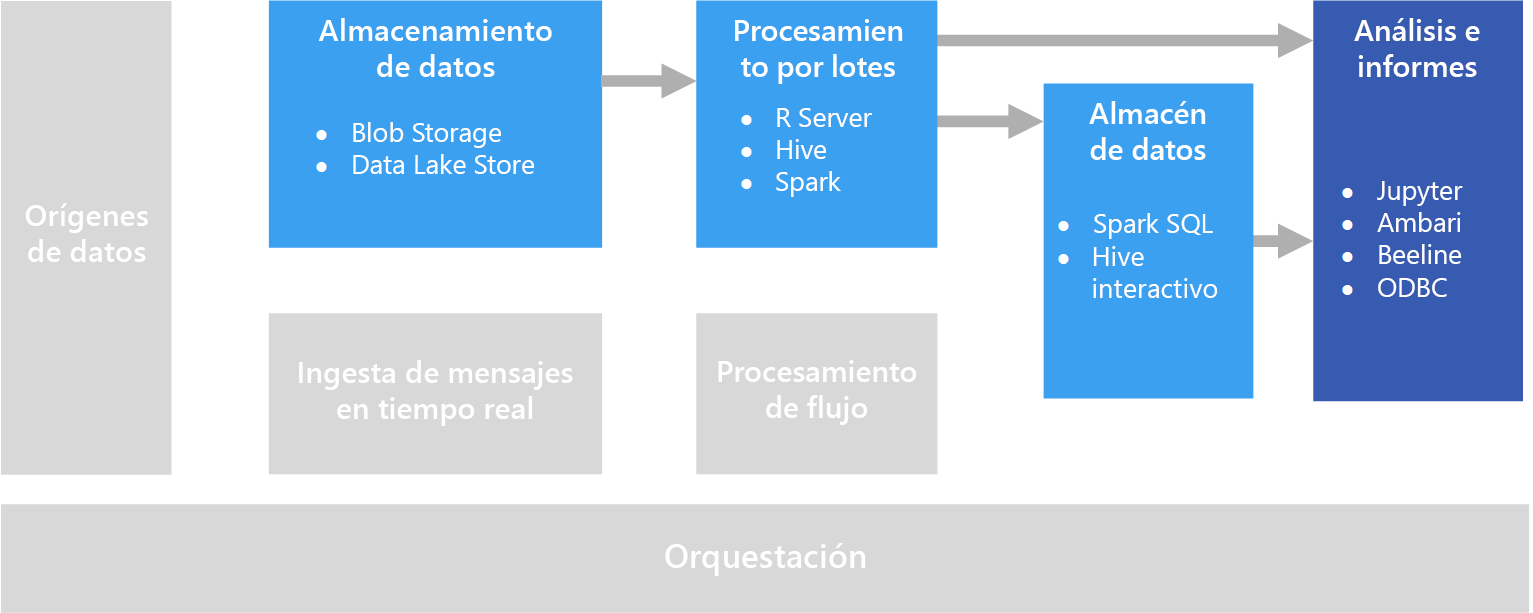 Orígenes
de datos
Almacenamiento
de datos
• Blob Storage
• Data Lake Store
Procesamien
to por lotes
• R Server
• Hive
• Spark
Almacén
de datos
• Spark SQL
• Hive
interactivo
Análisis e
informes
• Jupyter
• Ambari
• Beeline
• ODBC
Ingesta de mensajes
en tiempo real
Procesamiento
de flujo
Orquestación